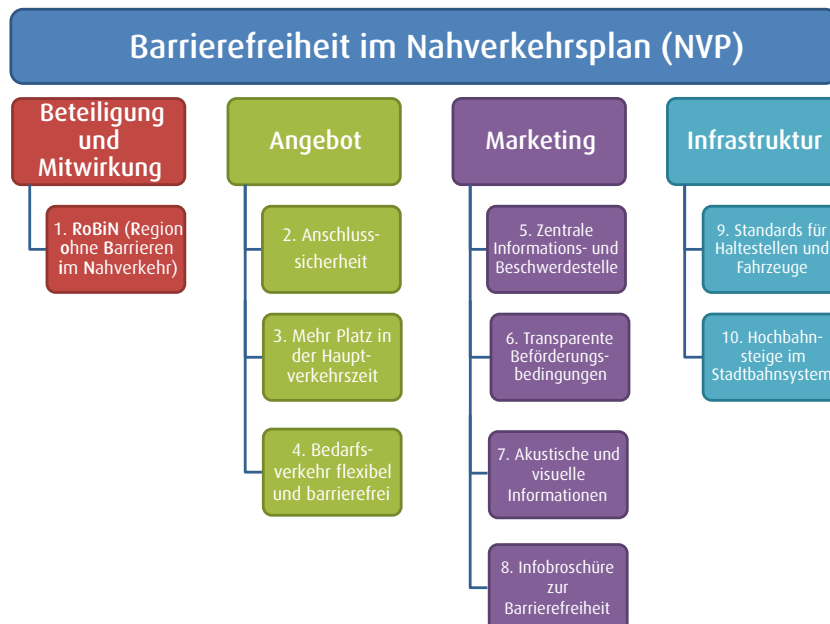 Barrierefreiheit im Nahverkehrsplan (NVP)
Beteiligung
und
Mitwirkung
1. RoBiN (Region
ohne Barrieren
im Nahverkehr)
Angebot
2. Anschluss-
sicherheit
3. Mehr Platz in
der Haupt-
verkehrszeit
4. Bedarfs-
verkehr flexibel
und barrierefrei
Marketing
5. Zentrale
Informations- und
Beschwerdestelle
6. Transparente
Beförderungs-
bedingungen
7. Akustische und
visuelle
Informationen
8. Infobroschüre
zur
Barrierefreiheit
Infrastruktur
9. Standards für
Haltestellen und
Fahrzeuge
10. Hochbahn-
steige im
Stadtbahnsystem